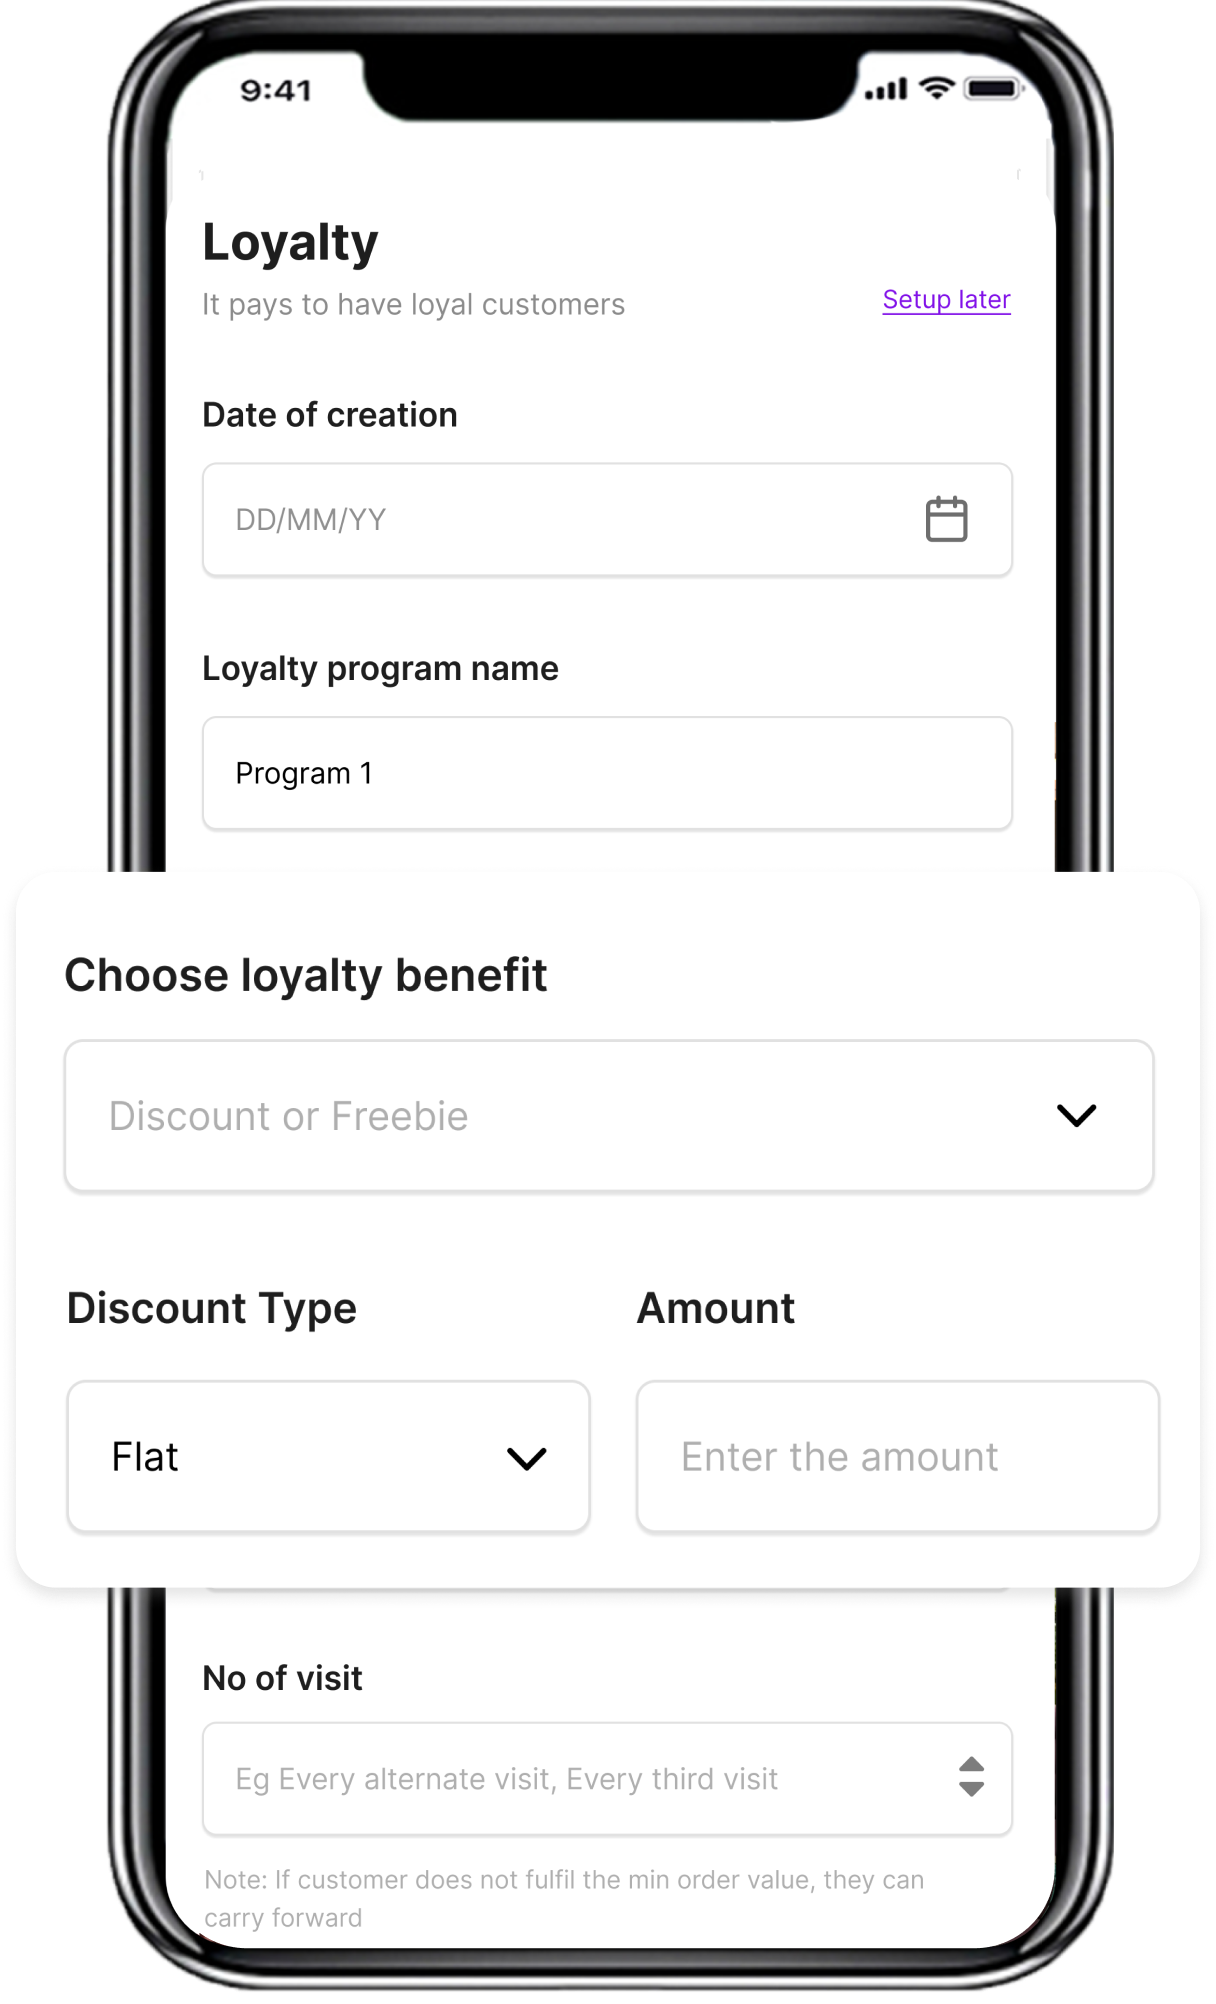 9:41
Loyalty
It pays to have loyal customers
Setup later
Date of creation
DD/MM/YY
Loyalty program name
Program 1
Choose loyalty benefit
Discount or Freebie
Discount Type
Amount
Flat
Enter the amount
No of visit
Eg Every alternate visit, Every third visit
Note: If customer does not fulfil the min order value, they can
carry forward